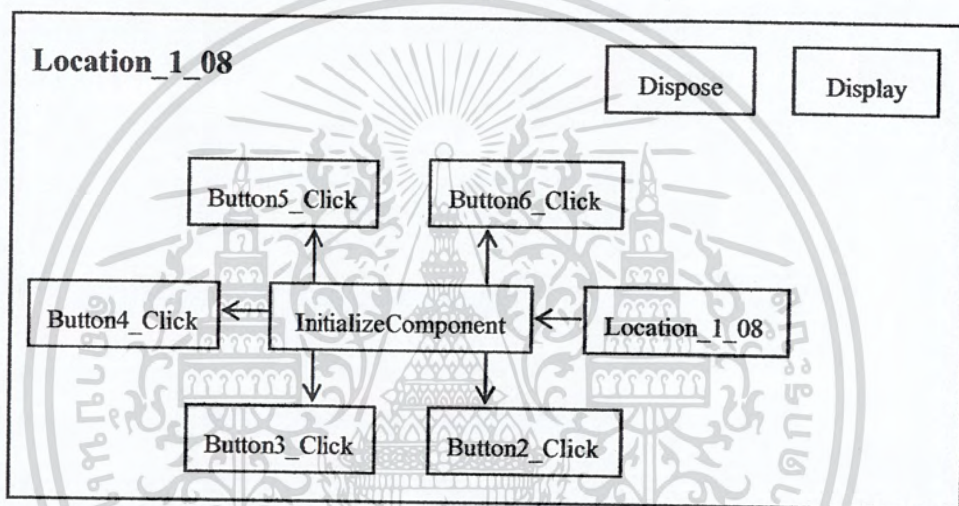 Location_1_08
Dispose
Display
Button5_Click
Button6_Click
Button4_Click
InitializeComponent
Location_1_08
Button3_Click
Button2_Click